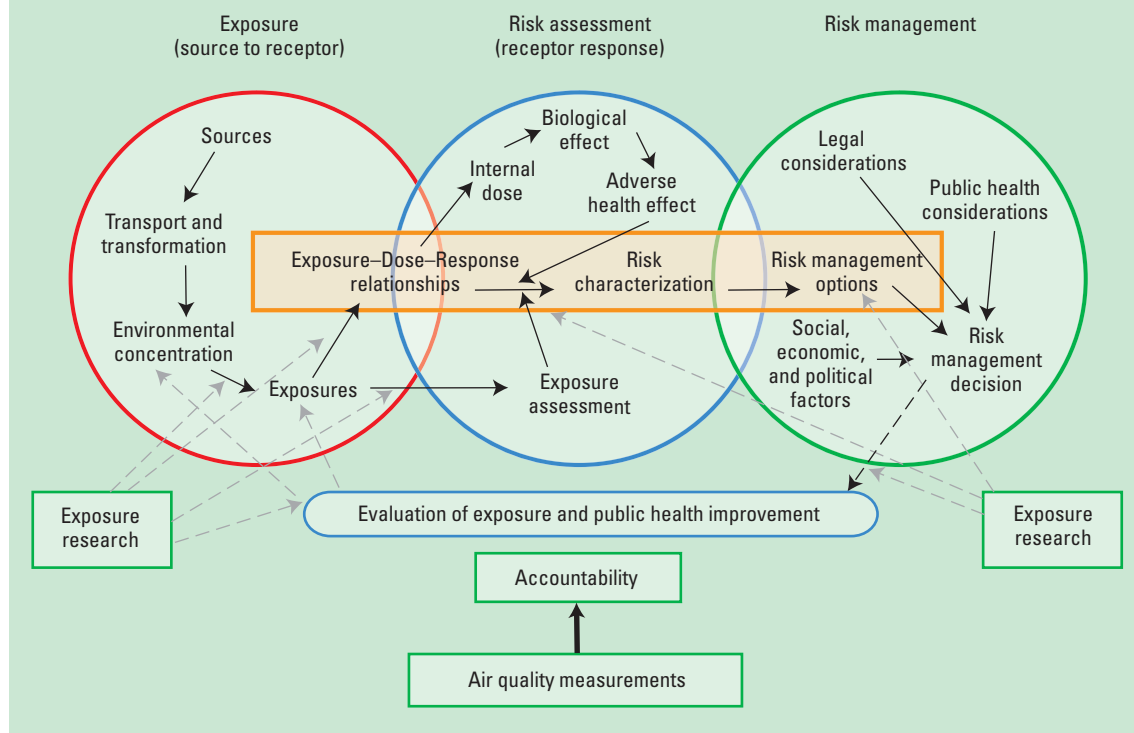 Exposure
(source to receptor)
Risk assessment
(receptor response)
Risk management
Sources
Transport and
transformation
Environmental
concentration
Exposures
Exposure–Dose–Response
relationships
Internal
dose
Biological
effect
Adverse
health effect
Risk
characterization
Exposure
assessment
Legal
considerations
Public health
considerations
Risk management
options
Social,
economic,
and political
factors
Risk
management
decision
Exposure
research
Evaluation of exposure and public health improvement
Exposure
research
Accountability
Air quality measurements